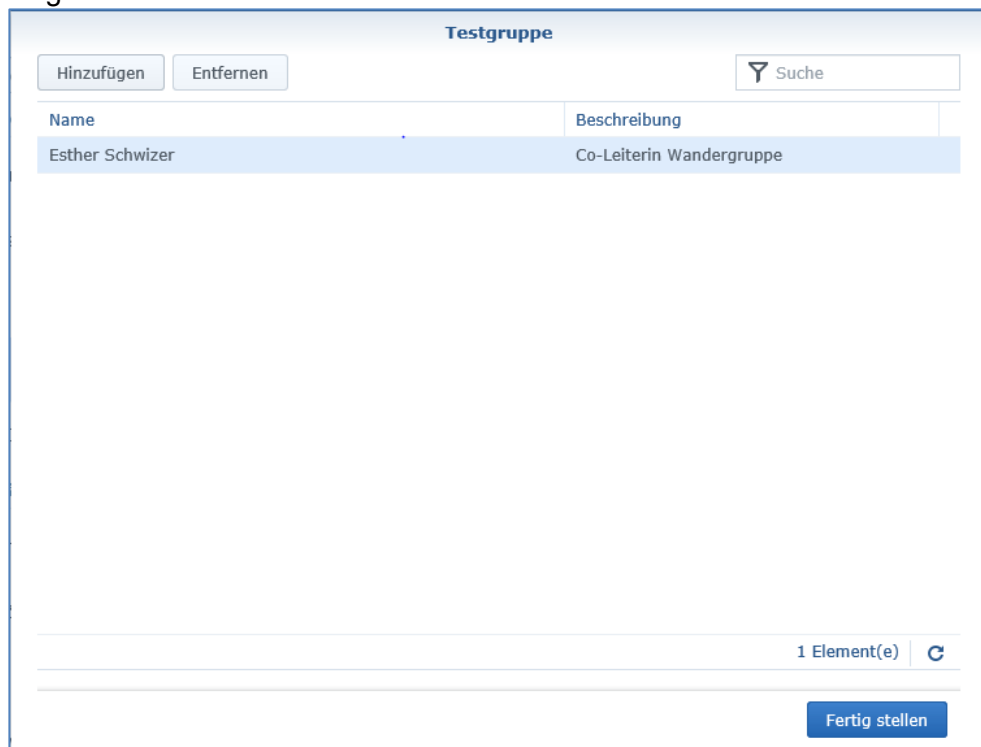 Testgruppe
Hinzufügen Entfernen Suche
Name Beschreibung
Esther Schwizer Co-Leiterin Wandergruppe
1 Element(e)
Fertig stellen